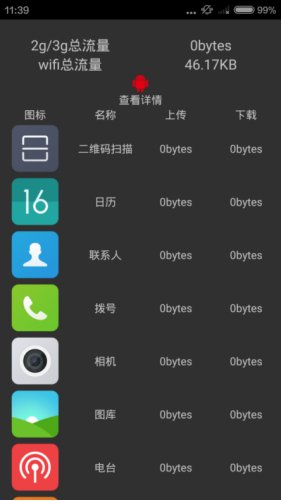 11:39 ... 99%
2g/3g总流量 0bytes
wifi总流量 46.17KB
查看详情
图标 名称 上传 下载
二维码扫描 0bytes 0bytes
16 日历 0bytes 0bytes
联系人 0bytes 0bytes
拨号 0bytes 0bytes
相机 0bytes 0bytes
图库 0bytes 0bytes
电台 0bytes 0bytes